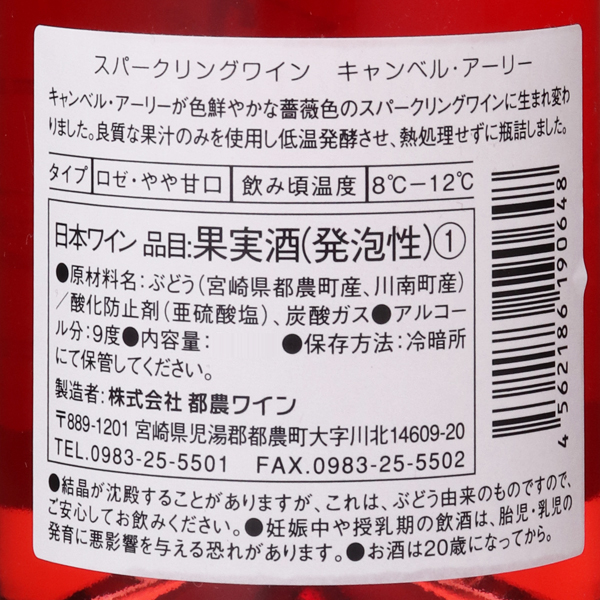 スパークリングワイン　キャンベル・アーリー
キャンベル・アーリーが色鮮やかな薔薇色のスパークリングワインに生まれ変わ
りました。良質な果汁のみを使用し低温発酵させ、熱処理せずに瓶詰しました。
タイプ ロゼ・やや甘口 飲み頃温度 8℃－12℃
日本ワイン 品目:果実酒(発泡性)①
●原材料名:ぶどう(宮崎県都農町産、川南町産)
/酸化防止剤(亜硫酸塩)、炭酸ガス●アルコー
ル分:9度●内容量:　　●保存方法:冷暗所
にて保管してください。
製造者:株式会社 都農ワイン
〒889-1201 宮崎県児湯郡都農町大字川北14609-20
TEL.0983-25-5501　FAX.0983-25-5502
●結晶が沈殿することがありますが、これは、ぶどう由来のものですので、
ご安心してお飲みください。●妊娠中や授乳期の飲酒は、胎児・乳児の
発育に悪影響を与える恐れがあります。●お酒は20歳になってから。
4 562186 190648